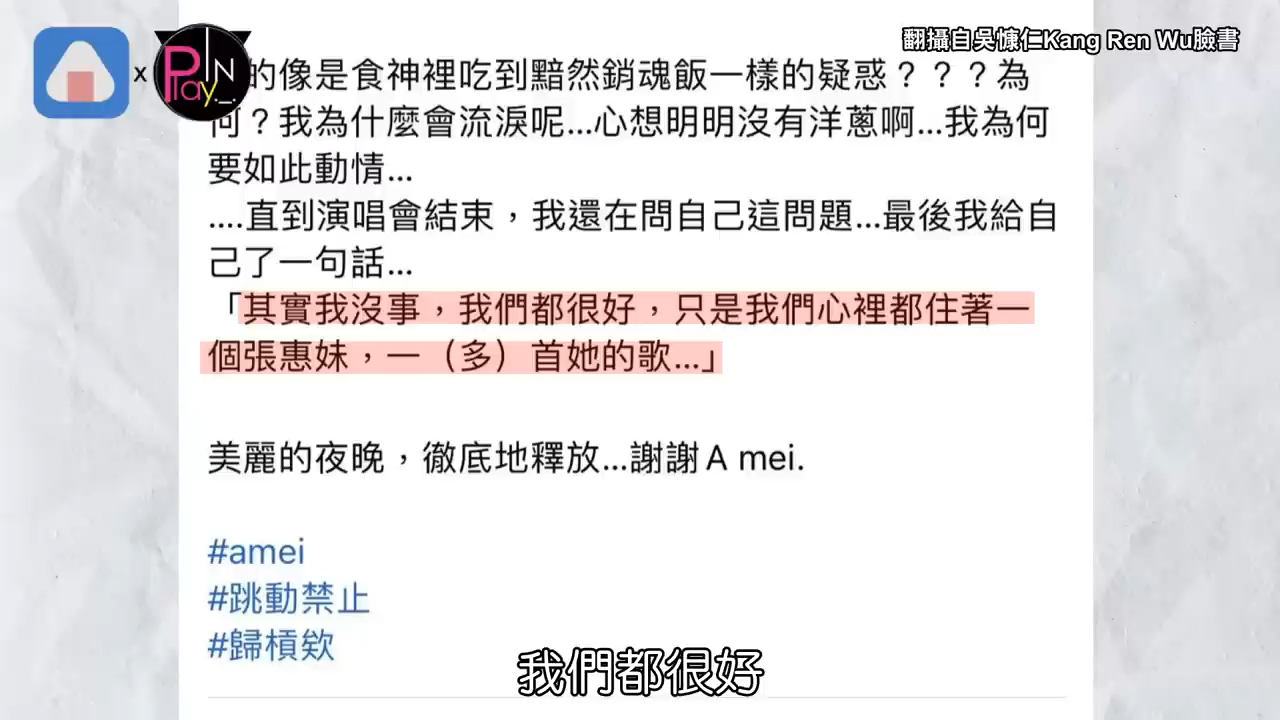 翻攝自吳慷仁Kang Ren Wu臉書
x
PlayIN
的像是食神裡吃到黯然銷魂飯一樣的疑惑？？？為
何？我為什麼會流淚呢...心想明明沒有洋蔥啊...我為何
要如此動情...
....直到演唱會結束，我還在問自己這問題...最後我給自
己了一句話...
「其實我沒事，我們都很好，只是我們心裡都住著一
個張惠妹，一（多）首她的歌...」
美麗的夜晚，徹底地釋放...謝謝A mei.
#amei
#跳動禁止
#歸槓欸
我們都很好